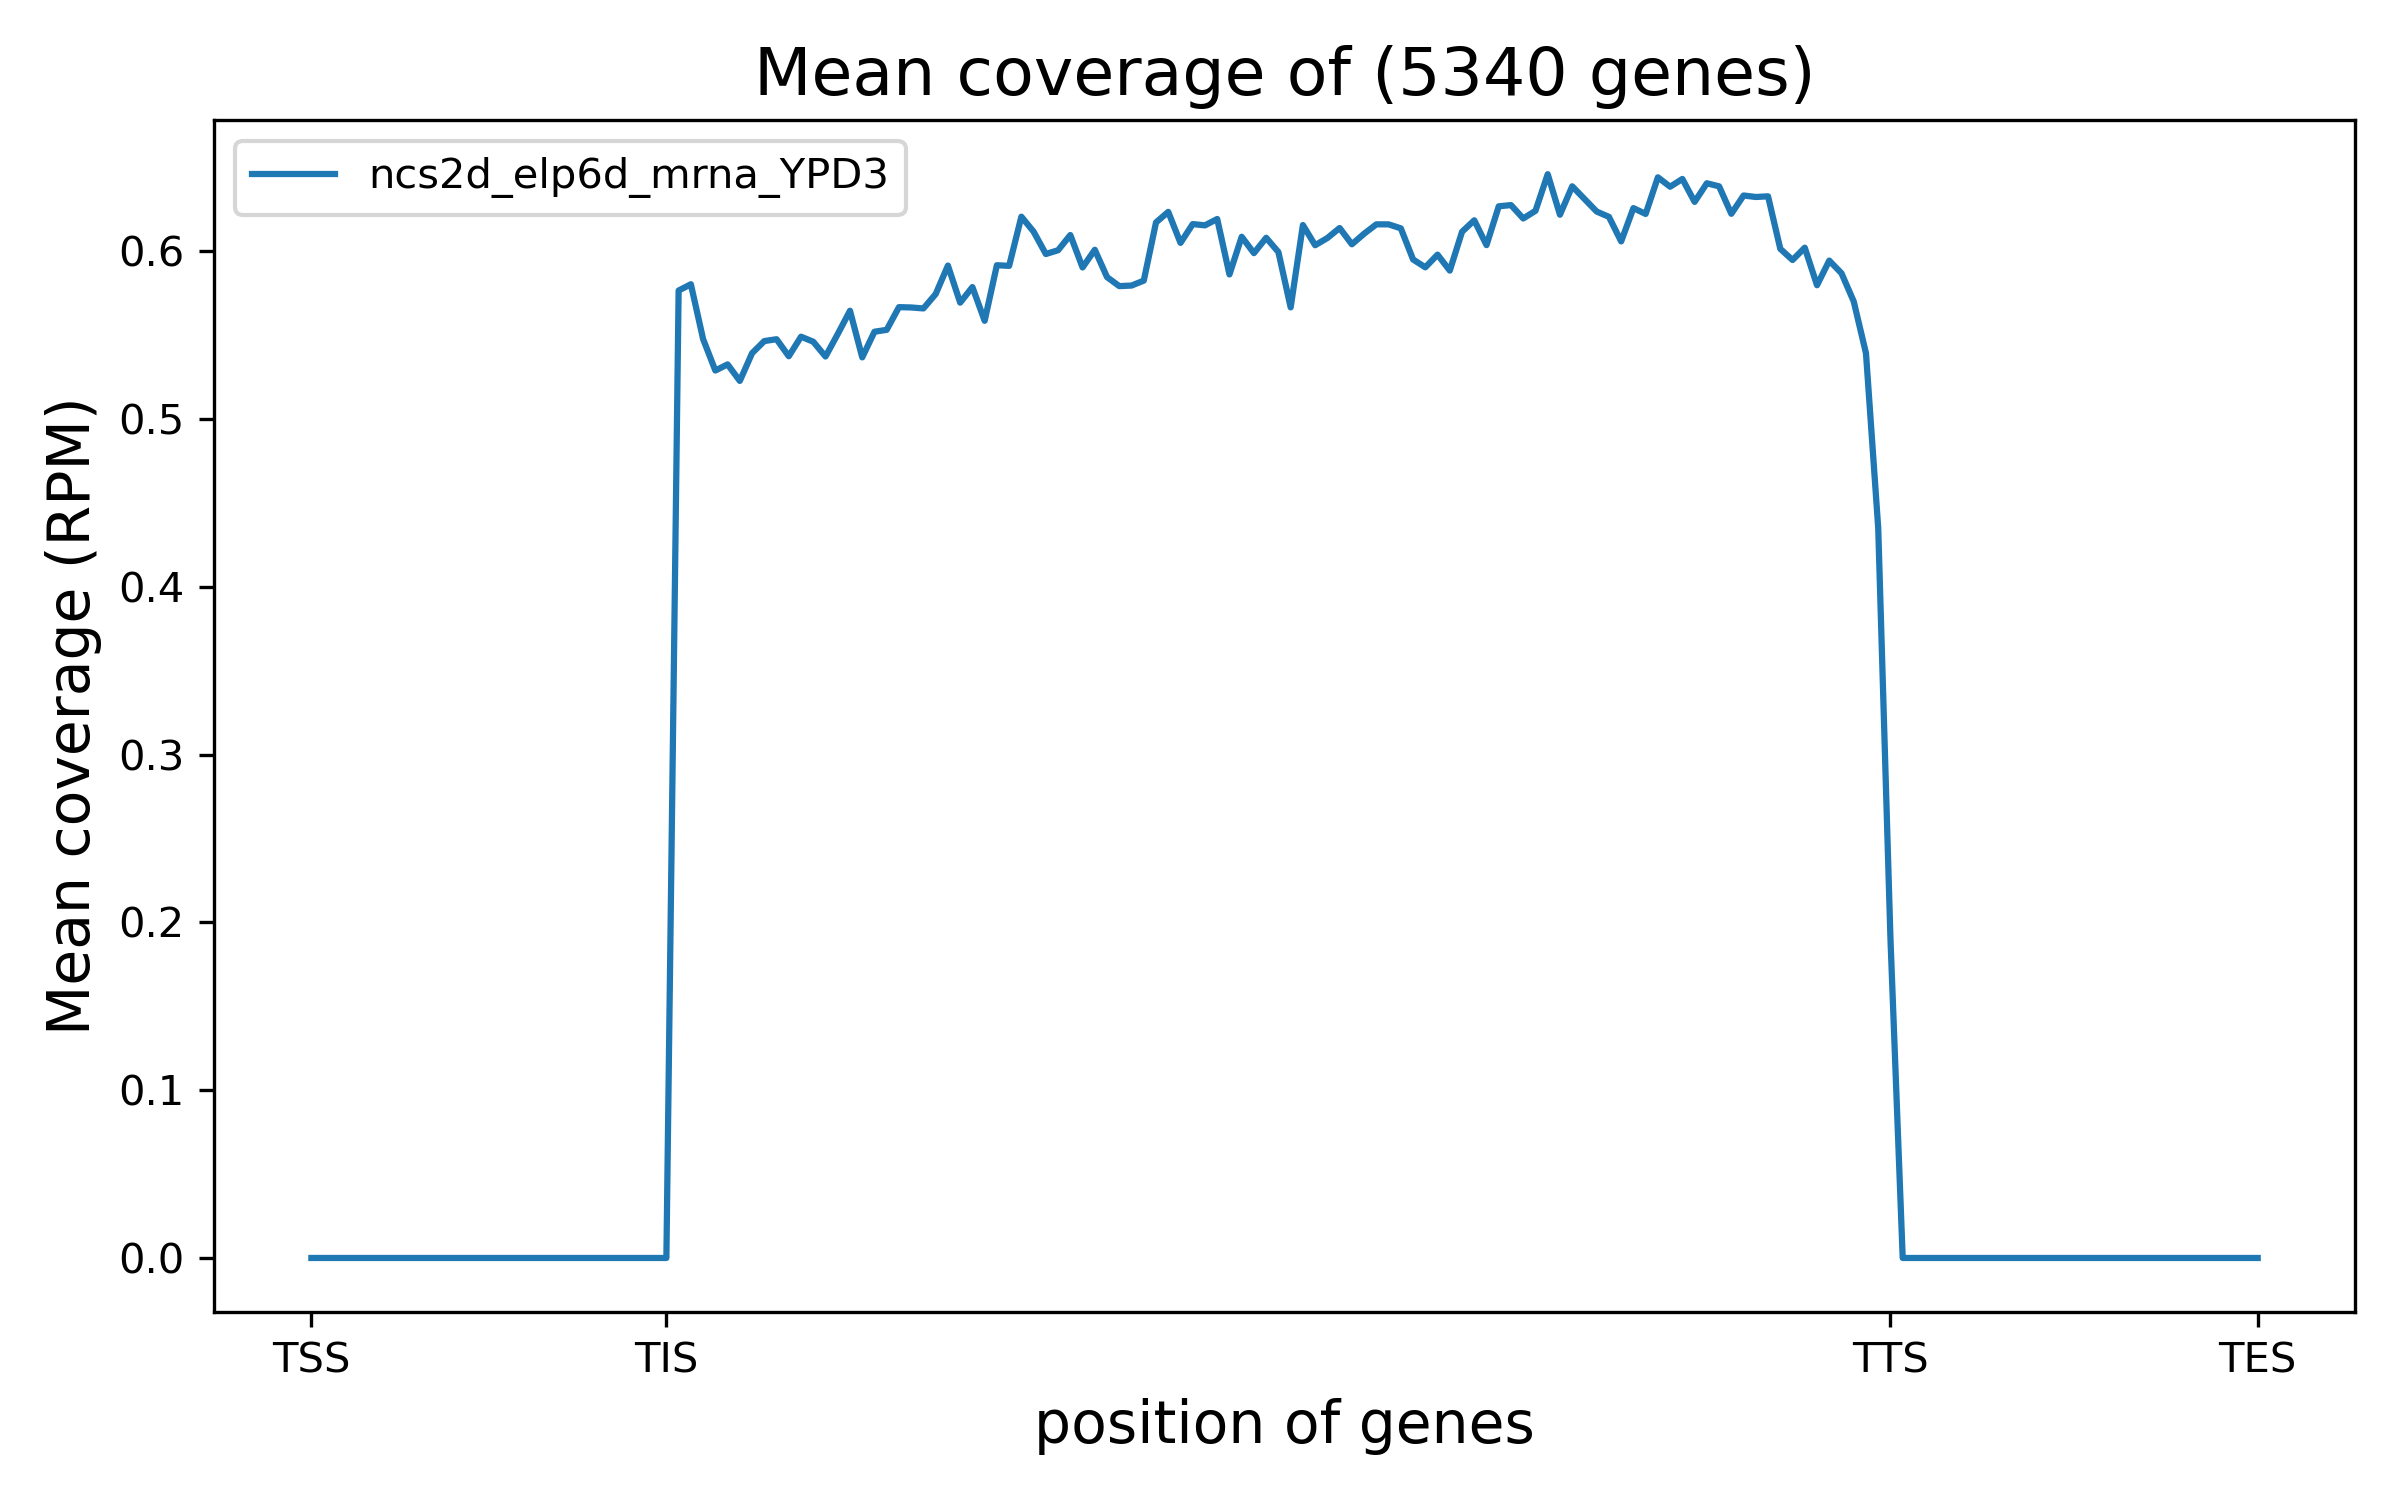 Mean coverage of (5340 genes)
ncs2d_elp6d_mrna_YPD3
Mean coverage (RPM)
0.6
0.5
0.4
0.3
0.2
0.1
0.0
TSS TIS TTS TES
position of genes